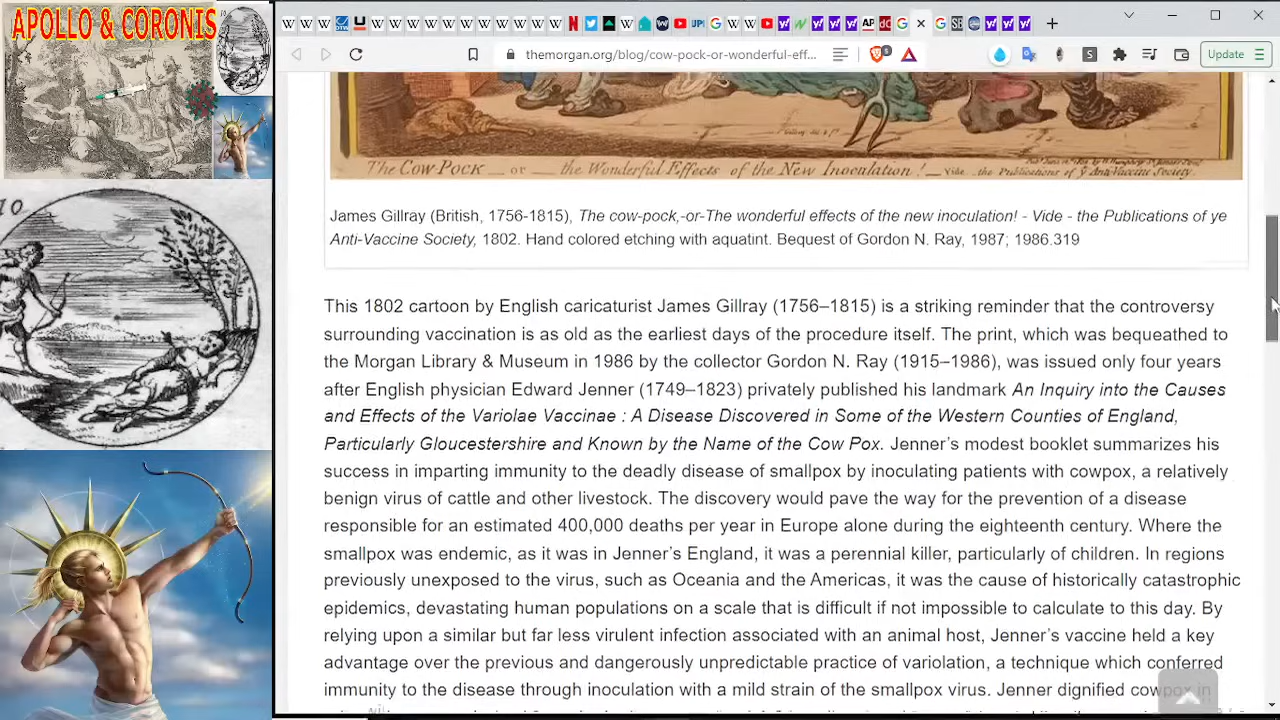 APOLLO & CORONIS
10
themorgan.org/blog/cow-pock-or-wonderful-eff...
5
Update
The Cow-Pock _ or _ the Wonderful Effects of the New Inoculation! _ Vide _ the Publications of ye Anti-Vaccine Society.
James Gillray (British, 1756-1815), The cow-pock,-or-The wonderful effects of the new inoculation! - Vide - the Publications of ye
Anti-Vaccine Society, 1802. Hand colored etching with aquatint. Bequest of Gordon N. Ray, 1987; 1986.319
This 1802 cartoon by English caricaturist James Gillray (1756–1815) is a striking reminder that the controversy
surrounding vaccination is as old as the earliest days of the procedure itself. The print, which was bequeathed to
the Morgan Library & Museum in 1986 by the collector Gordon N. Ray (1915–1986), was issued only four years
after English physician Edward Jenner (1749–1823) privately published his landmark An Inquiry into the Causes
and Effects of the Variolae Vaccinae : A Disease Discovered in Some of the Western Counties of England,
Particularly Gloucestershire and Known by the Name of the Cow Pox. Jenner's modest booklet summarizes his
success in imparting immunity to the deadly disease of smallpox by inoculating patients with cowpox, a relatively
benign virus of cattle and other livestock. The discovery would pave the way for the prevention of a disease
responsible for an estimated 400,000 deaths per year in Europe alone during the eighteenth century. Where the
smallpox was endemic, as it was in Jenner's England, it was a perennial killer, particularly of children. In regions
previously unexposed to the virus, such as Oceania and the Americas, it was the cause of historically catastrophic
epidemics, devastating human populations on a scale that is difficult if not impossible to calculate to this day. By
relying upon a similar but far less virulent infection associated with an animal host, Jenner's vaccine held a key
advantage over the previous and dangerously unpredictable practice of variolation, a technique which conferred
immunity to the disease through inoculation with a mild strain of the smallpox virus. Jenner dignified cowpox in